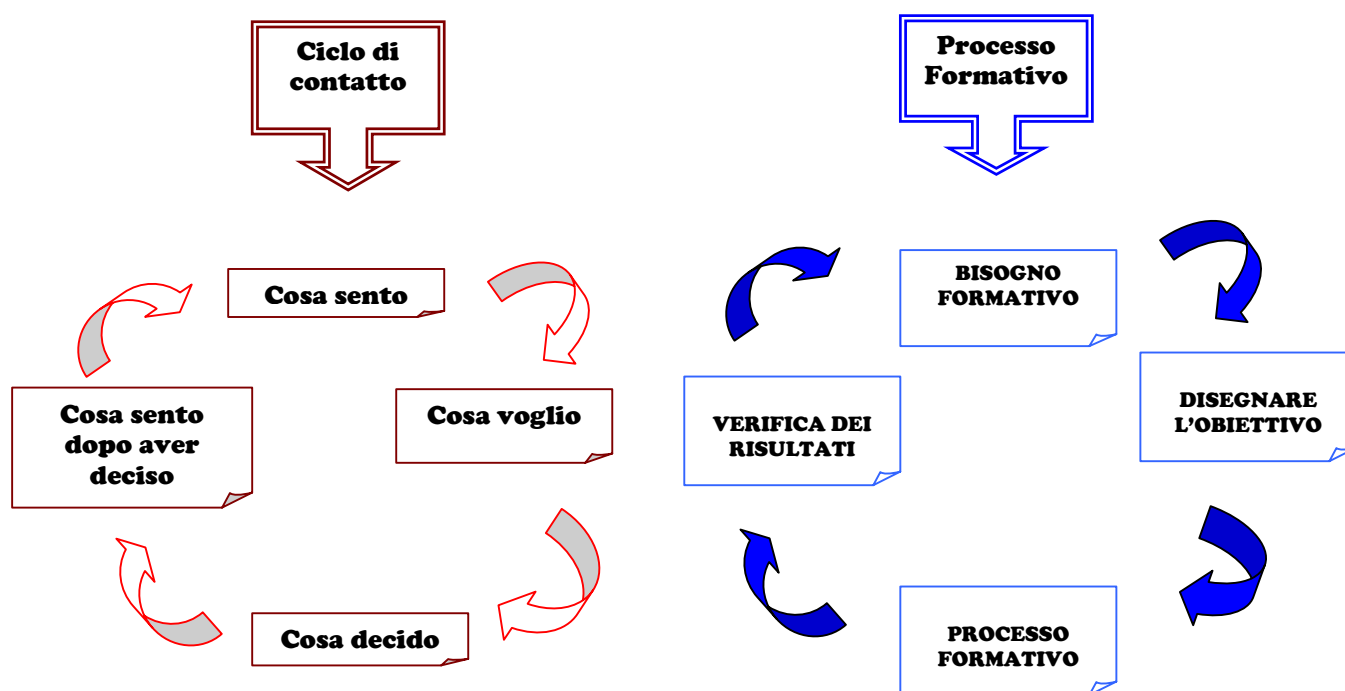 Ciclo di
contatto
Cosa sento
Cosa voglio
Cosa decido
Cosa sento
dopo aver
deciso
Processo
Formativo
BISOGNO
FORMATIVO
DISEGNARE
L'OBIETTIVO
PROCESSO
FORMATIVO
VERIFICA DEI
RISULTATI